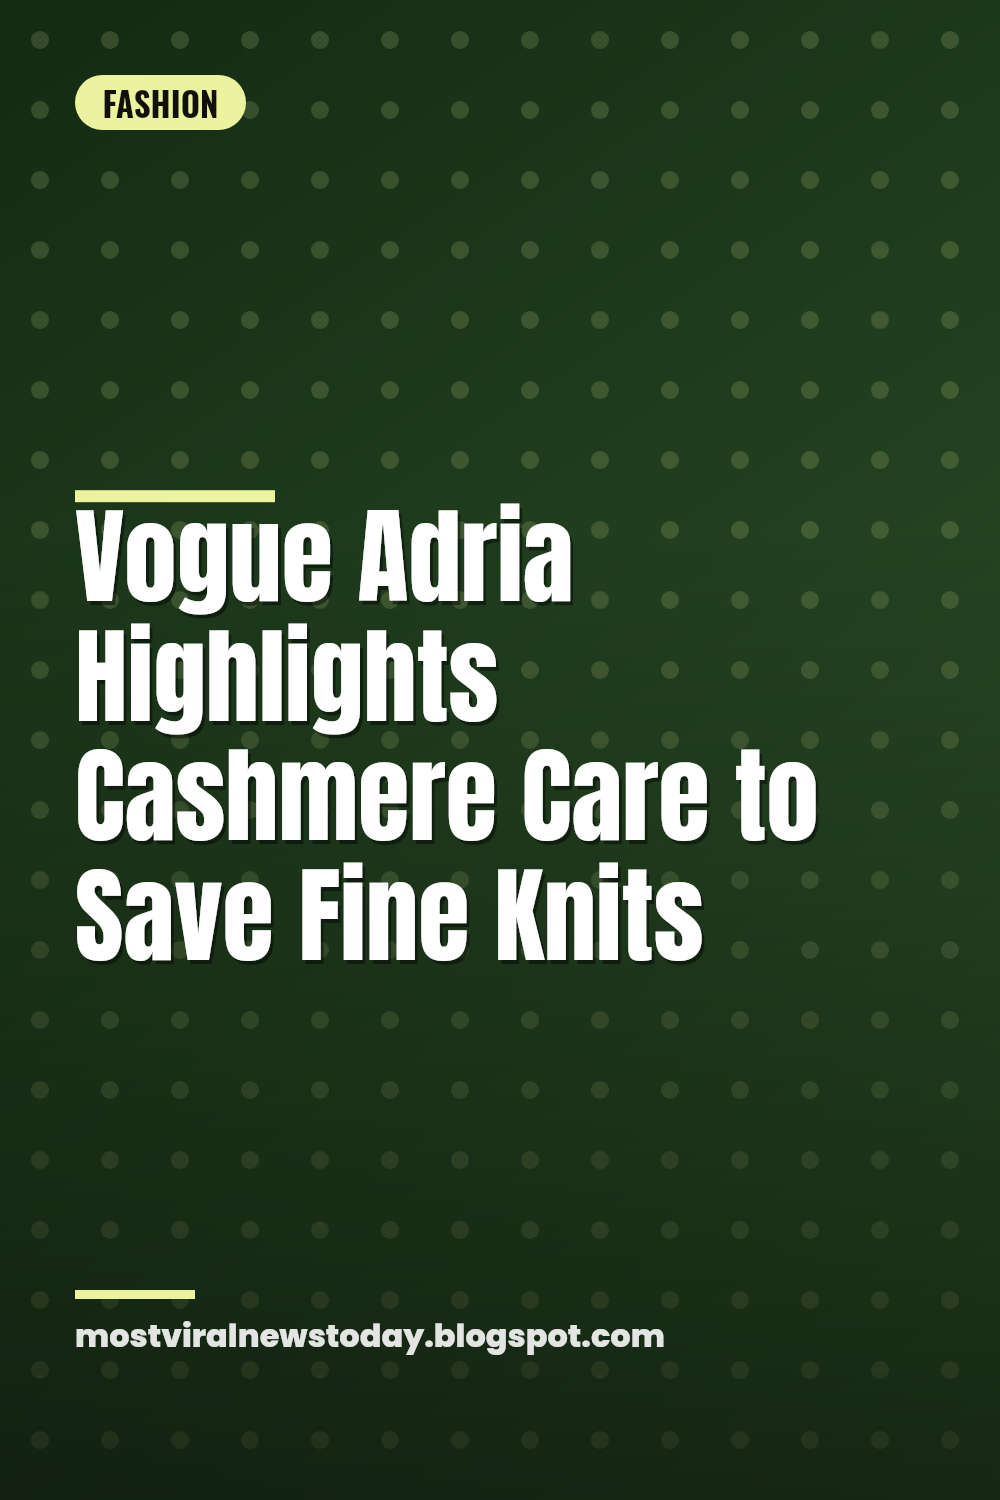 FASHION
Vogue Adria
Highlights
Cashmere Care to
Save Fine Knits
mostviralnewstoday.blogspot.com